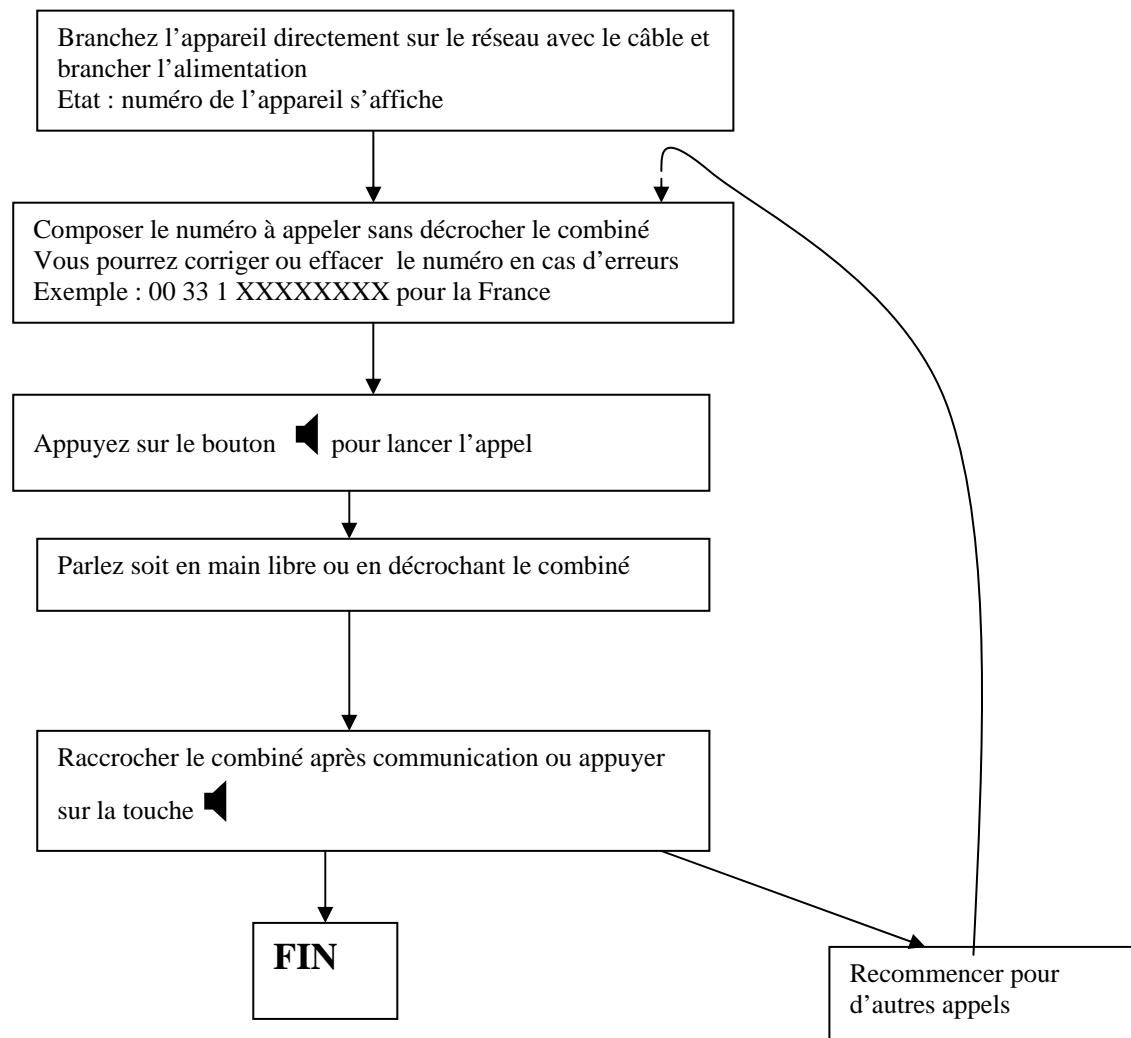 Branchez l’appareil directement sur le réseau avec le câble et
brancher l’alimentation
Etat : numéro de l’appareil s’affiche
Composer le numéro à appeler sans décrocher le combiné
Vous pourrez corriger ou effacer  le numéro en cas d’erreurs
Exemple : 00 33 1 XXXXXXXX pour la France
Appuyez sur le bouton pour lancer l’appel
Parlez soit en main libre ou en décrochant le combiné
Raccrocher le combiné après communication ou appuyer
sur la touche
FIN
Recommencer pour
d'autres appels